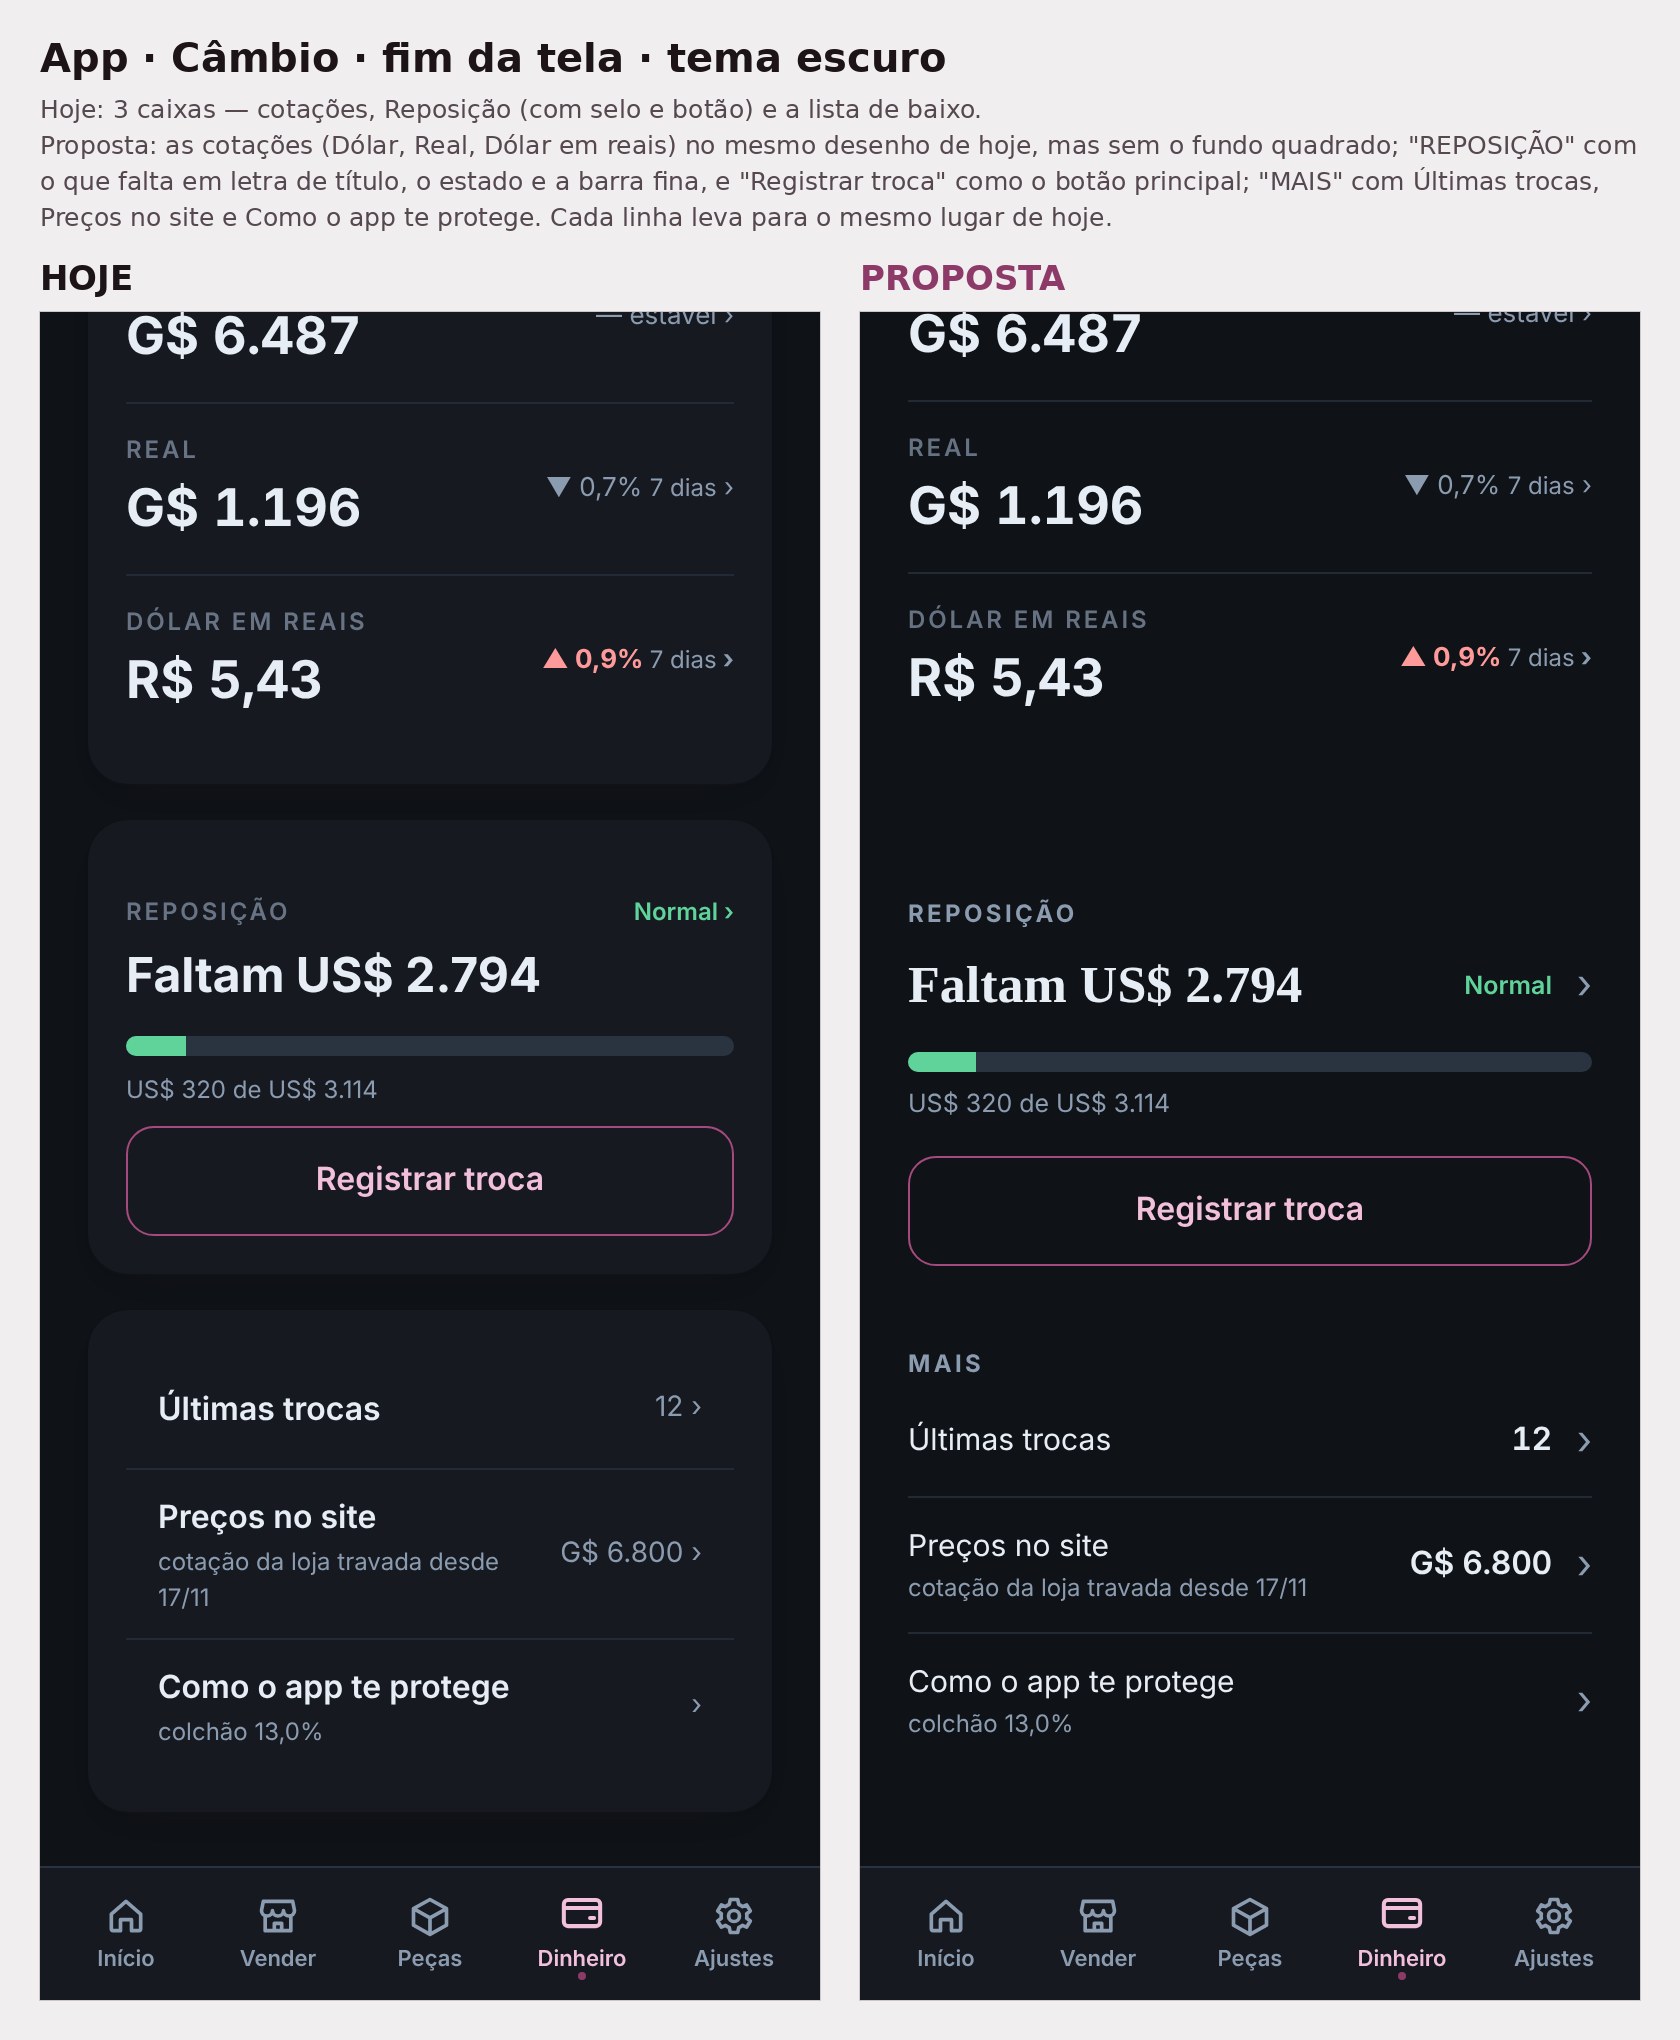 App · Câmbio · fim da tela · tema escuro
Hoje: 3 caixas — cotações, Reposição (com selo e botão) e a lista de baixo.
Proposta: as cotações (Dólar, Real, Dólar em reais) no mesmo desenho de hoje, mas sem o fundo quadrado; "REPOSIÇÃO" com
o que falta em letra de título, o estado e a barra fina, e "Registrar troca" como o botão principal; "MAIS" com Últimas trocas,
Preços no site e Como o app te protege. Cada linha leva para o mesmo lugar de hoje.
HOJE
G$ 6.487
— estável ›
REAL
G$ 1.196
▼ 0,7% 7 dias ›
DÓLAR EM REAIS
R$ 5,43
▲ 0,9% 7 dias ›
REPOSIÇÃO
Normal ›
Faltam US$ 2.794
US$ 320 de US$ 3.114
Registrar troca
Últimas trocas
12 ›
Preços no site
cotação da loja travada desde
17/11
G$ 6.800 ›
Como o app te protege
colchão 13,0%
›
Início
Vender
Peças
Dinheiro
Ajustes
PROPOSTA
G$ 6.487
— estável ›
REAL
G$ 1.196
▼ 0,7% 7 dias ›
DÓLAR EM REAIS
R$ 5,43
▲ 0,9% 7 dias ›
REPOSIÇÃO
Faltam US$ 2.794
Normal ›
US$ 320 de US$ 3.114
Registrar troca
MAIS
Últimas trocas
12 ›
Preços no site
cotação da loja travada desde 17/11
G$ 6.800 ›
Como o app te protege
colchão 13,0%
›
Início
Vender
Peças
Dinheiro
Ajustes